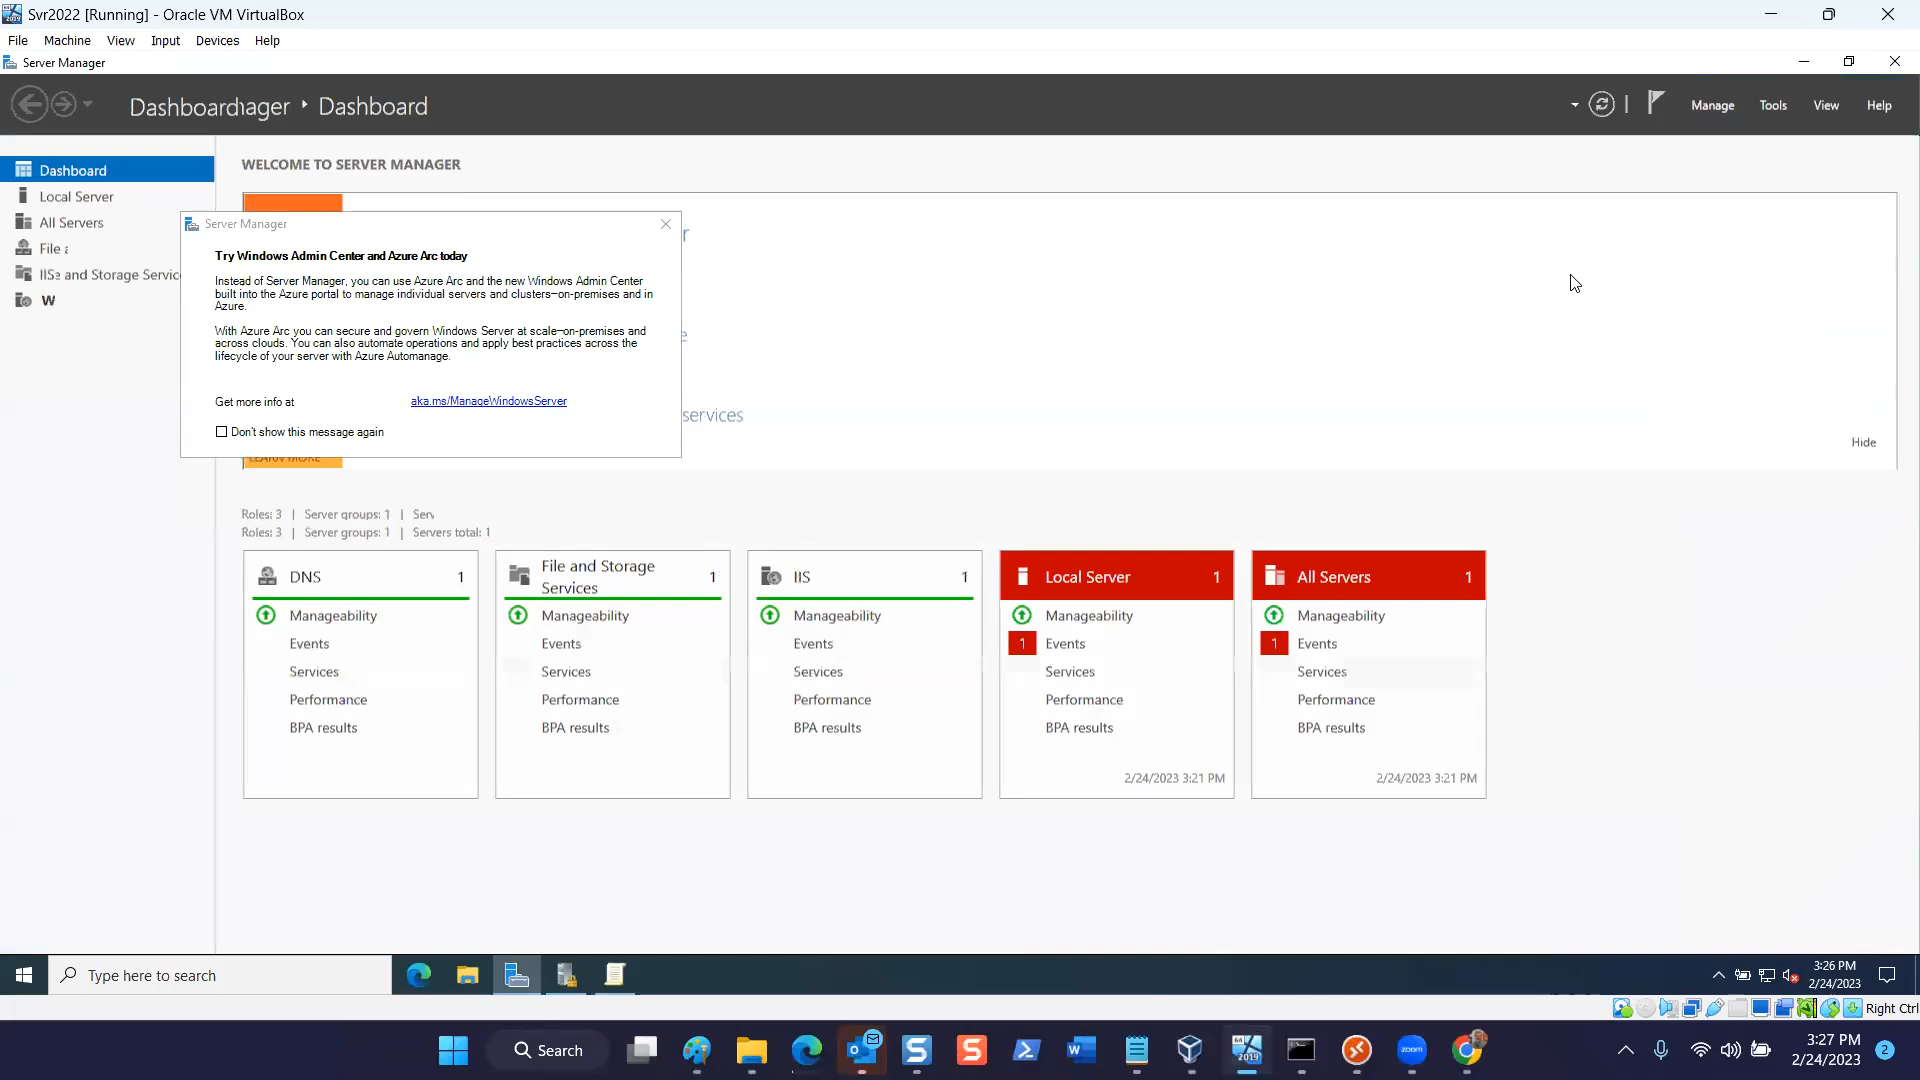 Svr2022 [Running] - Oracle VM VirtualBox
File Machine View Input Devices Help
Server Manager
Dashboard
hager ‣ Dashboard
Manage Tools View Help
Dashboard
Local Server
All Servers
File
and Storage Servic
W
WELCOME TO SERVER MANAGER
Server Manager
Try Windows Admin Center and Azure Arc today
Instead of Server Manager, you can use Azure Arc and the new Windows Admin Center
built into the Azure portal to manage individual servers and clusters–on-premises and in
Azure.
With Azure Arc you can secure and govern Windows Server at scale–on-premises and
across clouds. You can also automate operations and apply best practices across the
lifecycle of your server with Azure Automanage.
Get more info at aka.ms/ManageWindowsServer
Don't show this message again
r
e
services
Hide
LEARN MORE
Roles: 3 | Server groups: 1 | Serv
Roles: 3 | Server groups: 1 | Servers total: 1
DNS 1
Manageability
Events
Services
Performance
BPA results
File and Storage
Services 1
Manageability
Events
Services
Performance
BPA results
IIS 1
Manageability
Events
Services
Performance
BPA results
Local Server 1
Manageability
1 Events
Services
Performance
BPA results
2/24/2023 3:21 PM
All Servers 1
Manageability
1 Events
Services
Performance
BPA results
2/24/2023 3:21 PM
Type here to search
3:26 PM
2/24/2023
Right Ctrl
Search
zoom
64
2019
3:27 PM
2/24/2023
2